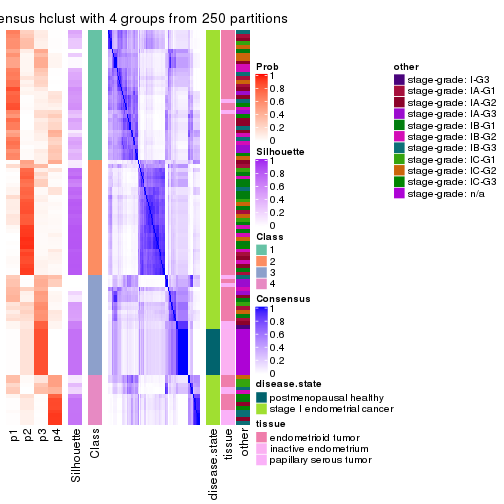 ensus hclust with 4 groups from 250 partitions
Prob
1
0.8
0.6
0.4
0.2
0
Silhouette
1
0.8
0.6
0.4
0.2
0
Class
1
2
3
4
Consensus
1
0.8
0.6
0.4
0.2
0
disease.state
postmenopausal healthy
stage I endometrial cancer
tissue
endometrioid tumor
inactive endometrium
papillary serous tumor
other
stage-grade: I-G3
stage-grade: IA-G1
stage-grade: IA-G2
stage-grade: IA-G3
stage-grade: IB-G1
stage-grade: IB-G2
stage-grade: IB-G3
stage-grade: IC-G1
stage-grade: IC-G2
stage-grade: IC-G3
stage-grade: n/a
p1
p2
p3
p4
Silhouette
Class
disease.state
tissue
other